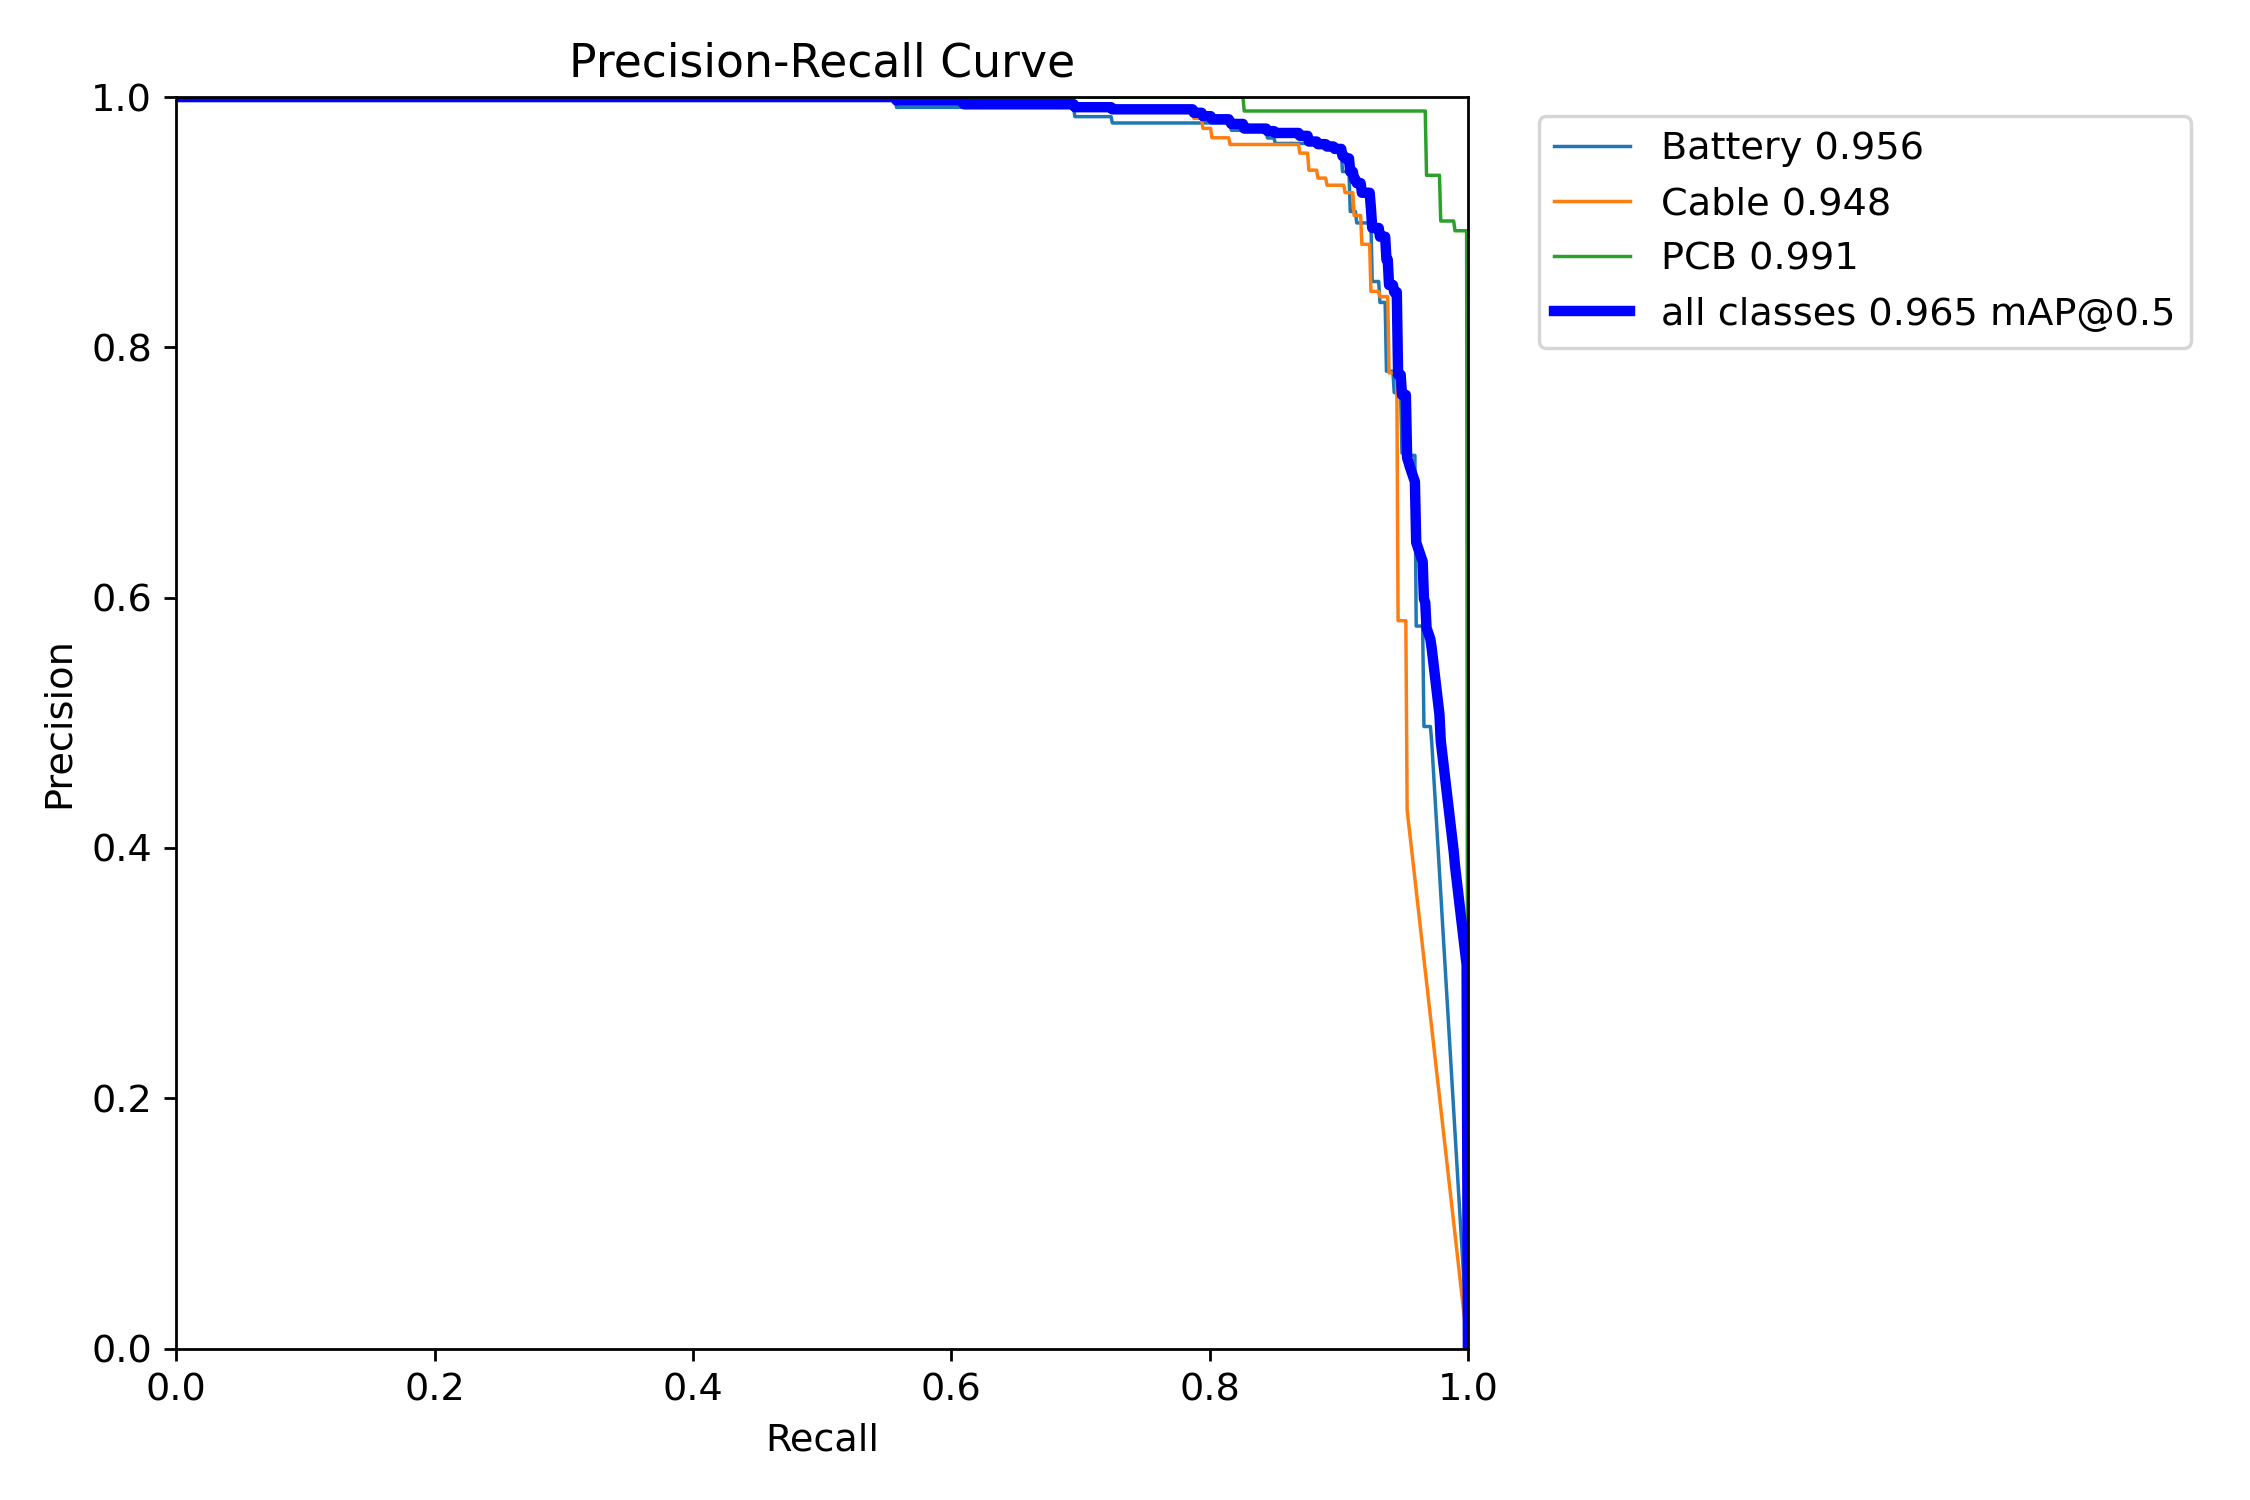 Precision-Recall Curve
1.0
0.8
0.6
0.4
0.2
0.0
Precision
0.0 0.2 0.4 0.6 0.8 1.0
Recall
Battery 0.956
Cable 0.948
PCB 0.991
all classes 0.965 mAP@0.5